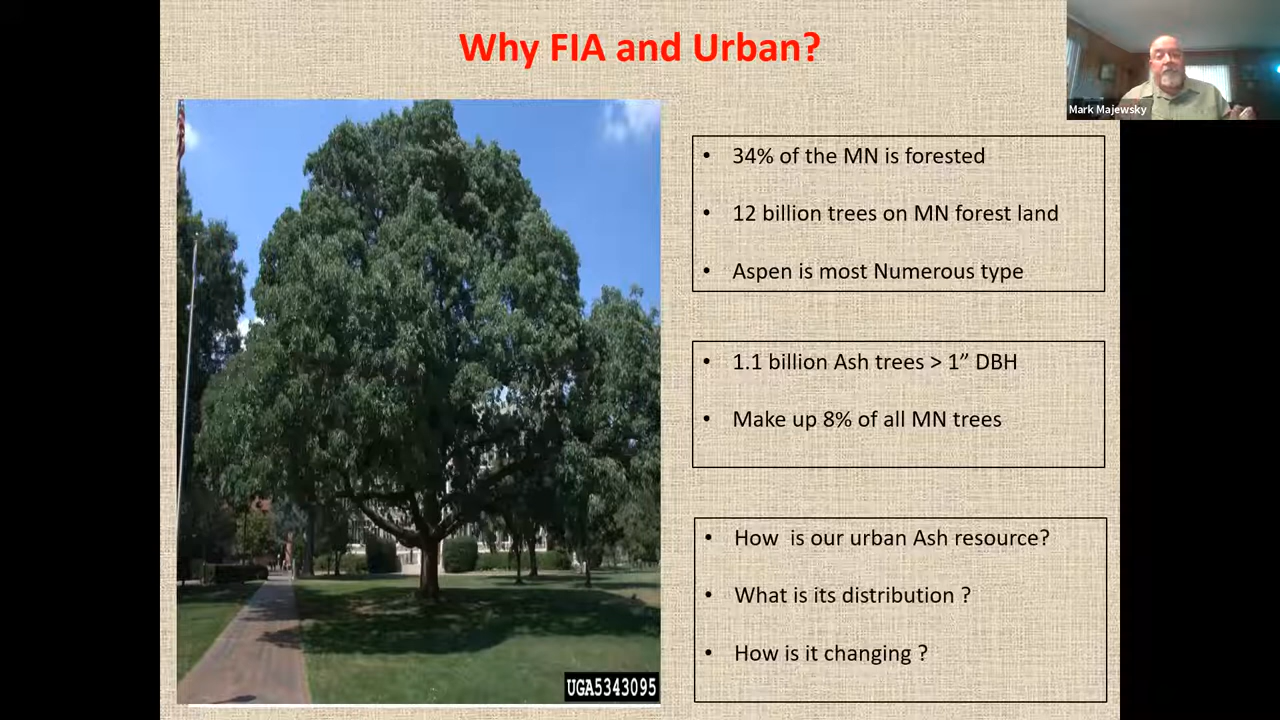 Why FIA and Urban?
Mark Majewsky
• 34% of the MN is forested
• 12 billion trees on MN forest land
• Aspen is most Numerous type
• 1.1 billion Ash trees > 1” DBH
• Make up 8% of all MN trees
• How  is our urban Ash resource?
• What is its distribution ?
• How is it changing ?
UGA5343095